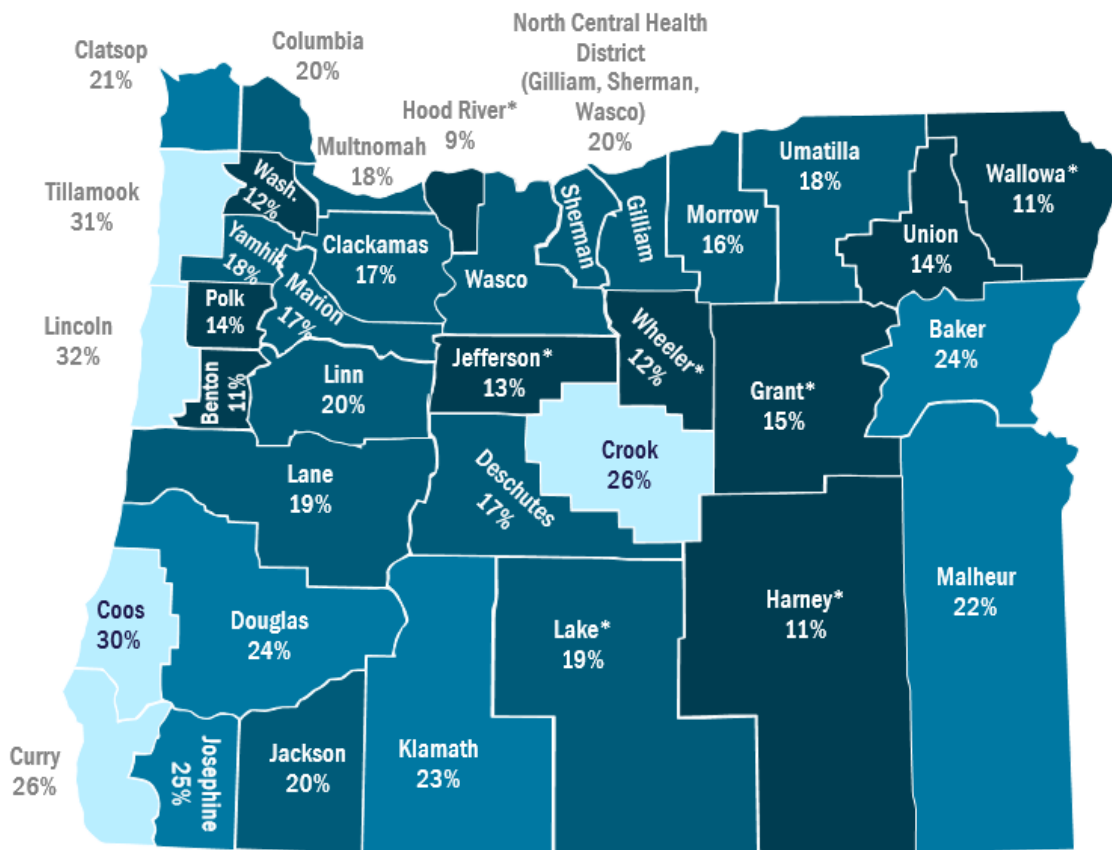 North Central Health
District
(Gilliam, Sherman,
Wasco)
20%
Columbia
20%
Clatsop
21%
Hood River*
9%
Multnomah
18%
Tillamook
31%
Wash.
12%
Yamhill
18%
Clackamas
17%
Sherman
Gilliam
Morrow
16%
Umatilla
18%
Union
14%
Wallowa*
11%
Wasco
Polk
14%
Marion
17%
Lincoln
32%
Benton
11%
Linn
20%
Jefferson*
13%
Wheeler*
12%
Grant*
15%
Baker
24%
Lane
19%
Deschutes
17%
Crook
26%
Coos
30%
Douglas
24%
Lake*
19%
Harney*
11%
Malheur
22%
Curry
26%
Josephine
25%
Jackson
20%
Klamath
23%